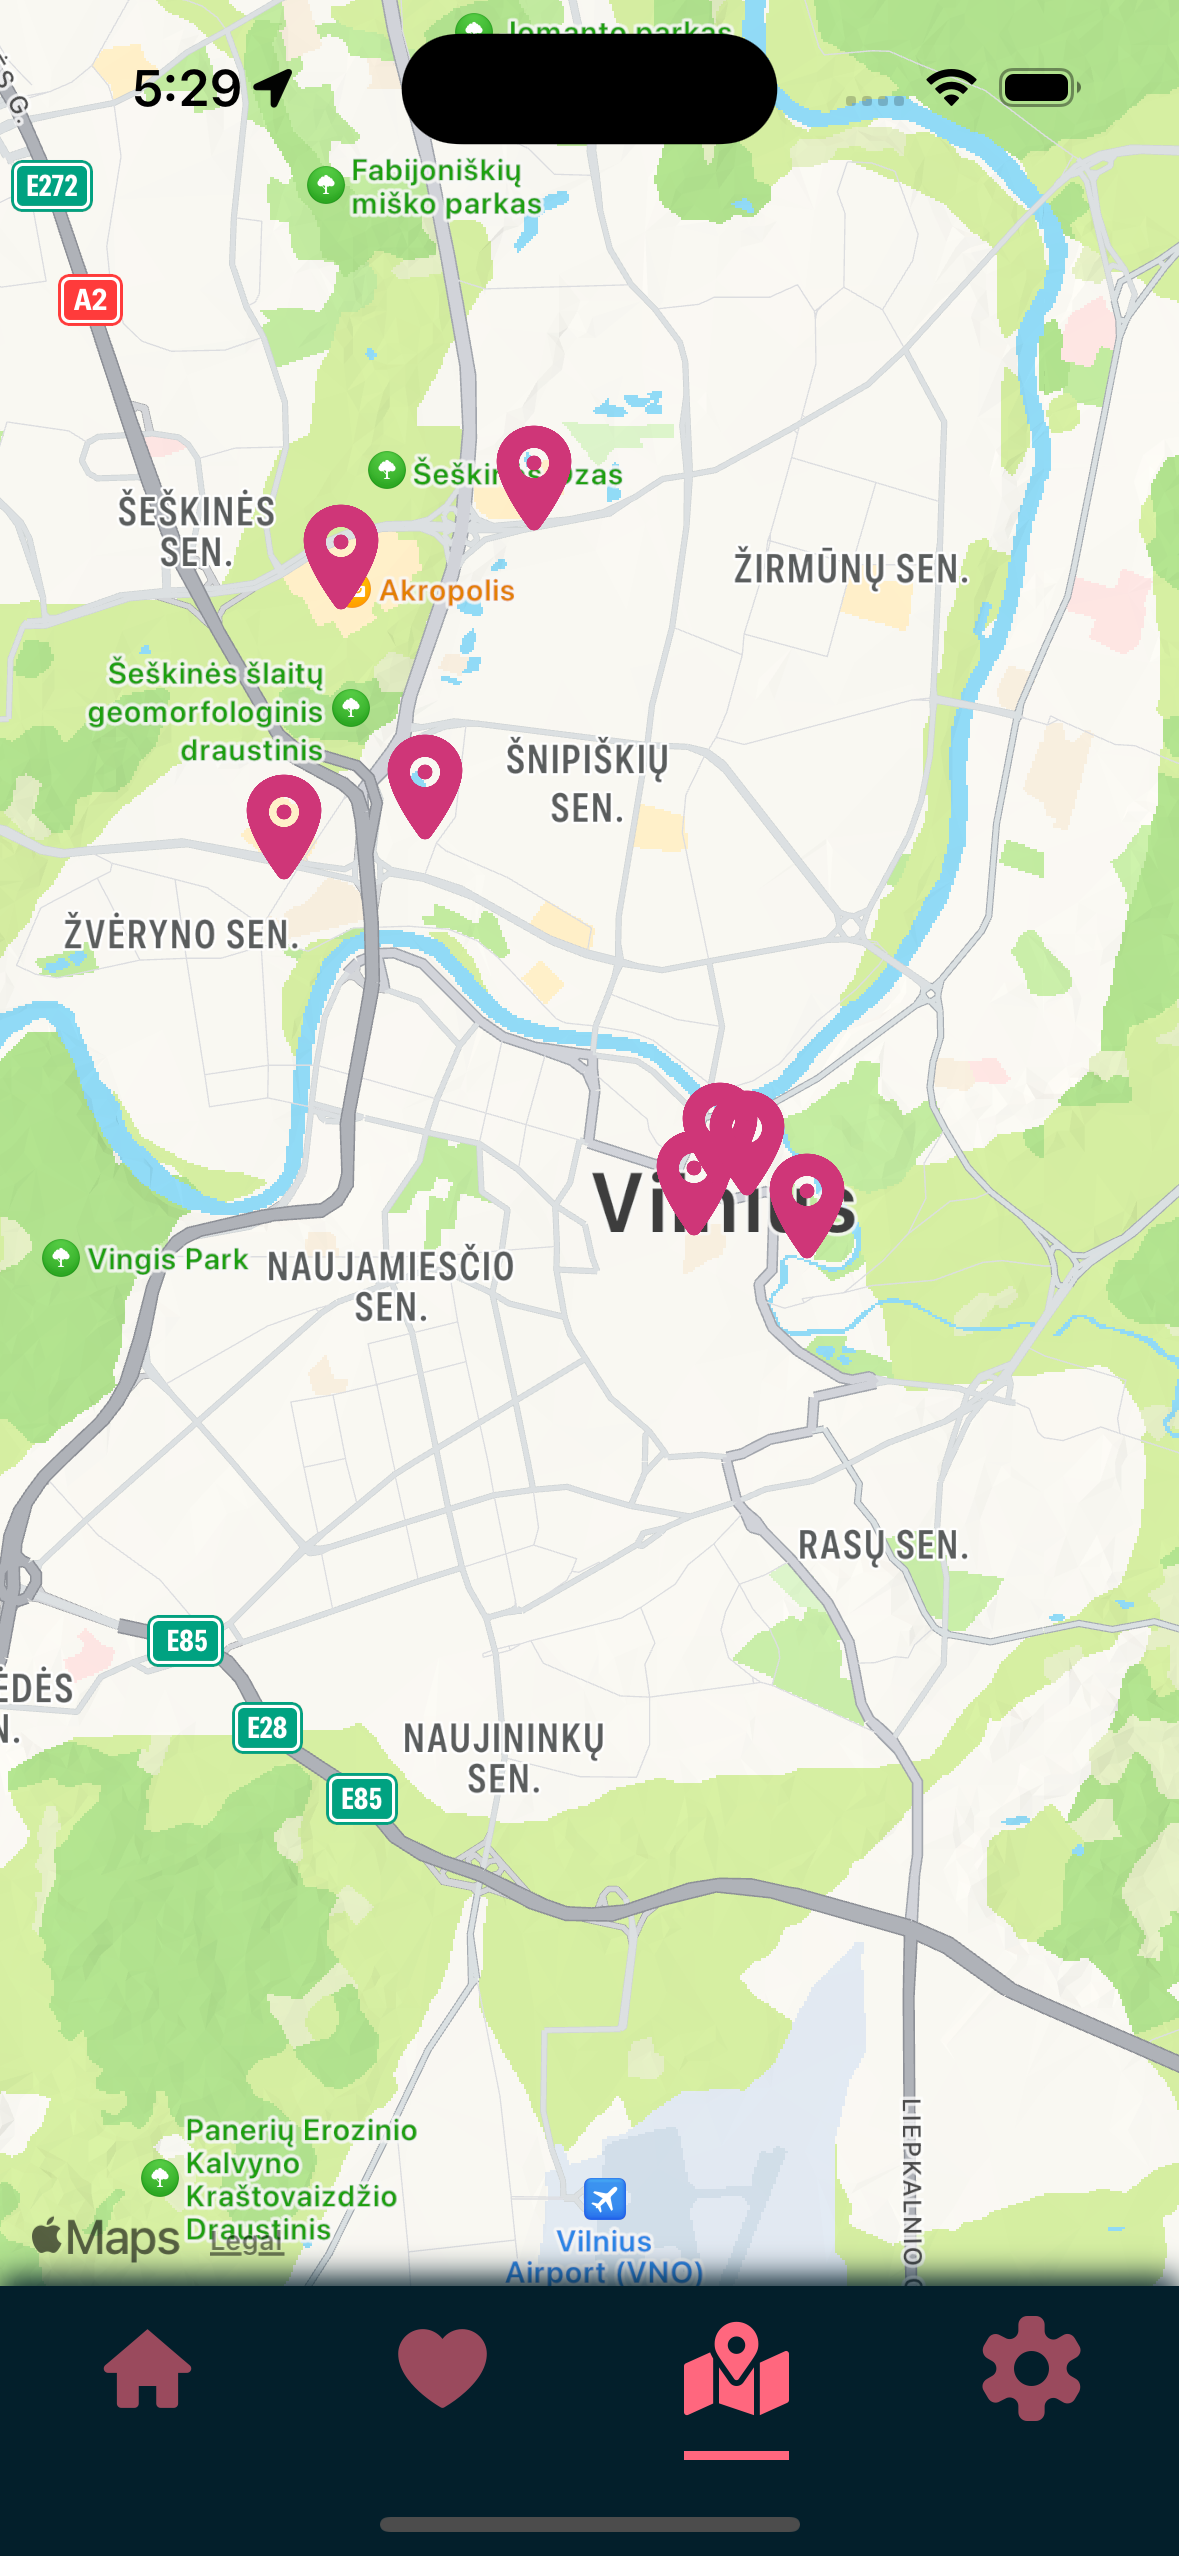 Jomanto parkas
5:29
S G.
E272
Fabijoniškių
miško parkas
A2
Šeškinės Ozas
ŠEŠKINĖS
SEN.
ŽIRMŪNŲ SEN.
Akropolis
Šeškinės šlaitų
geomorfologinis
draustinis
ŠNIPIŠKIŲ
SEN.
ŽVĖRYNO SEN.
Vilnius
Vingis Park
NAUJAMIESČIO
SEN.
RASŲ SEN.
E85
ĖDĖS
N.
E28
NAUJININKŲ
SEN.
E85
LIEPKALNIO G
Panerių Erozinio
Kalvyno
Kraštovaizdžio
Draustinis
Maps
Legal
Vilnius
Airport (VNO)